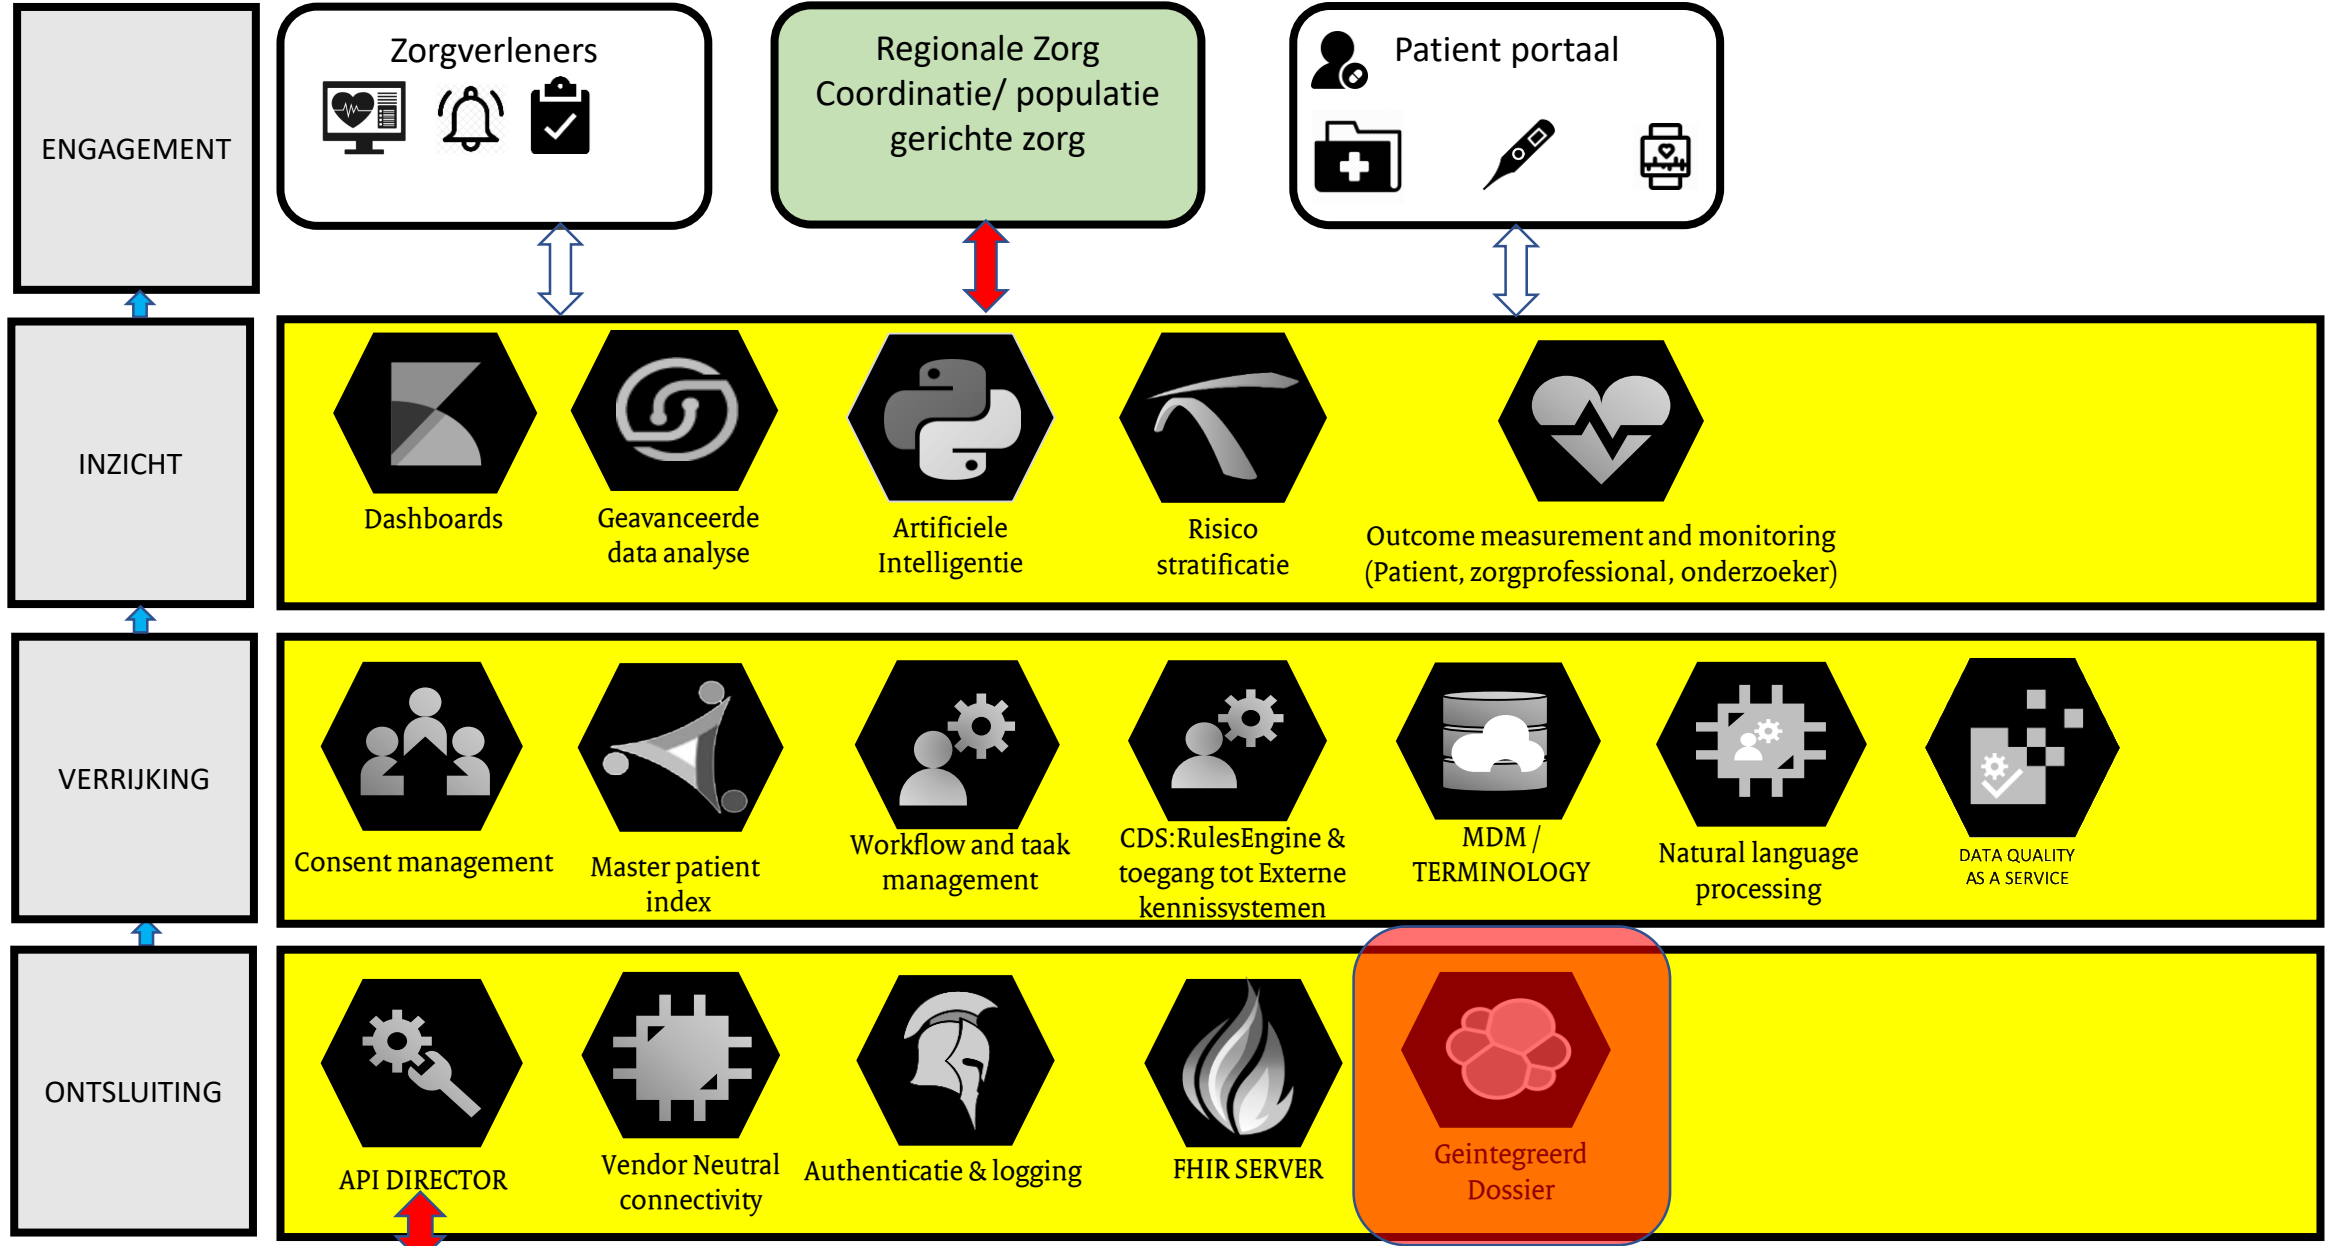 Zorgverleners
Regionale Zorg
Coordinatie/ populatie
gerichte zorg
Patient portaal
ENGAGEMENT
INZICHT
Dashboards
Geavanceerde
data analyse
Artificiele
Intelligentie
Risico
stratificatie
Outcome measurement and monitoring
(Patient, zorgprofessional, onderzoeker)
VERRIJKING
Consent management
Master patient
index
Workflow and taak
management
CDS:RulesEngine &
toegang tot Externe
kennissystemen
MDM /
TERMINOLOGY
Natural language
processing
DATA QUALITY
AS A SERVICE
ONTSLUITING
API DIRECTOR
Vendor Neutral
connectivity
Authenticatie & logging
FHIR SERVER
Geintegreerd
Dossier